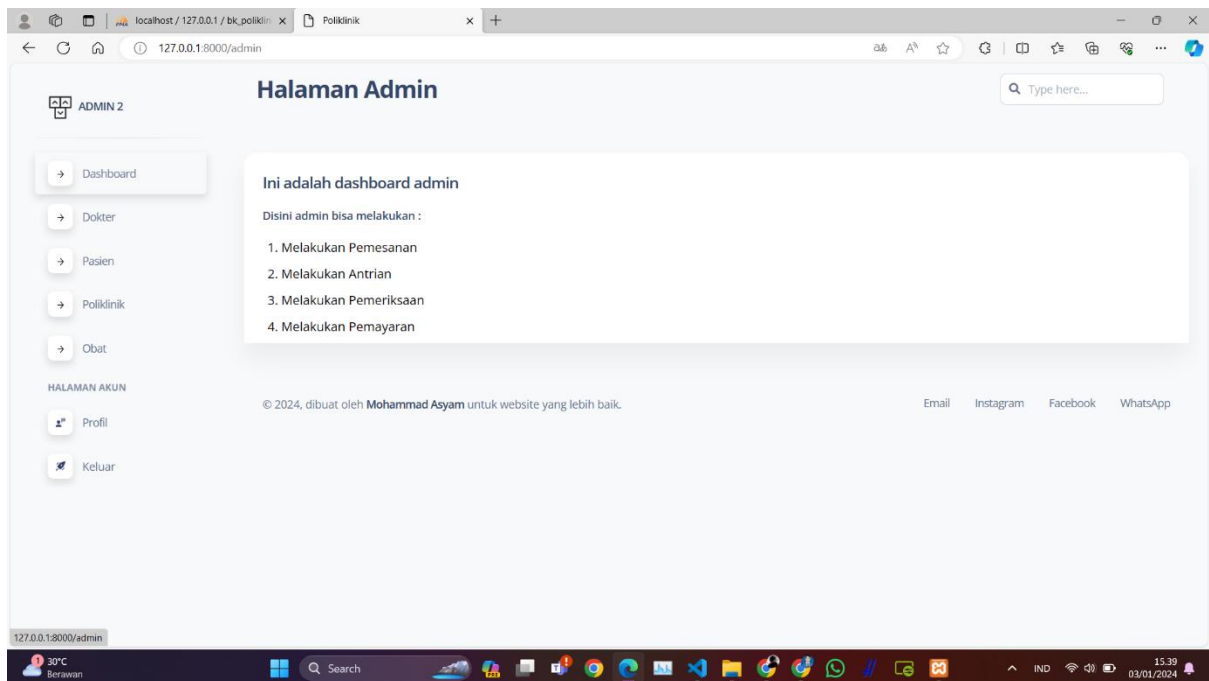 localhost / 127.0.0.1 / bk_poliklin
Poliklinik
127.0.0.1:8000/admin
ADMIN 2
Halaman Admin
Type here...
Dashboard
Dokter
Pasien
Poliklinik
Obat
HALAMAN AKUN
Profil
Keluar
Ini adalah dashboard admin
Disini admin bisa melakukan :
1. Melakukan Pemesanan
2. Melakukan Antrian
3. Melakukan Pemeriksaan
4. Melakukan Pemayaran
© 2024, dibuat oleh Mohammad Asyam untuk website yang lebih baik.
Email Instagram Facebook WhatsApp
127.0.0.1:8000/admin
1
30°C
Berawan
Search
IND
15.39
03/01/2024